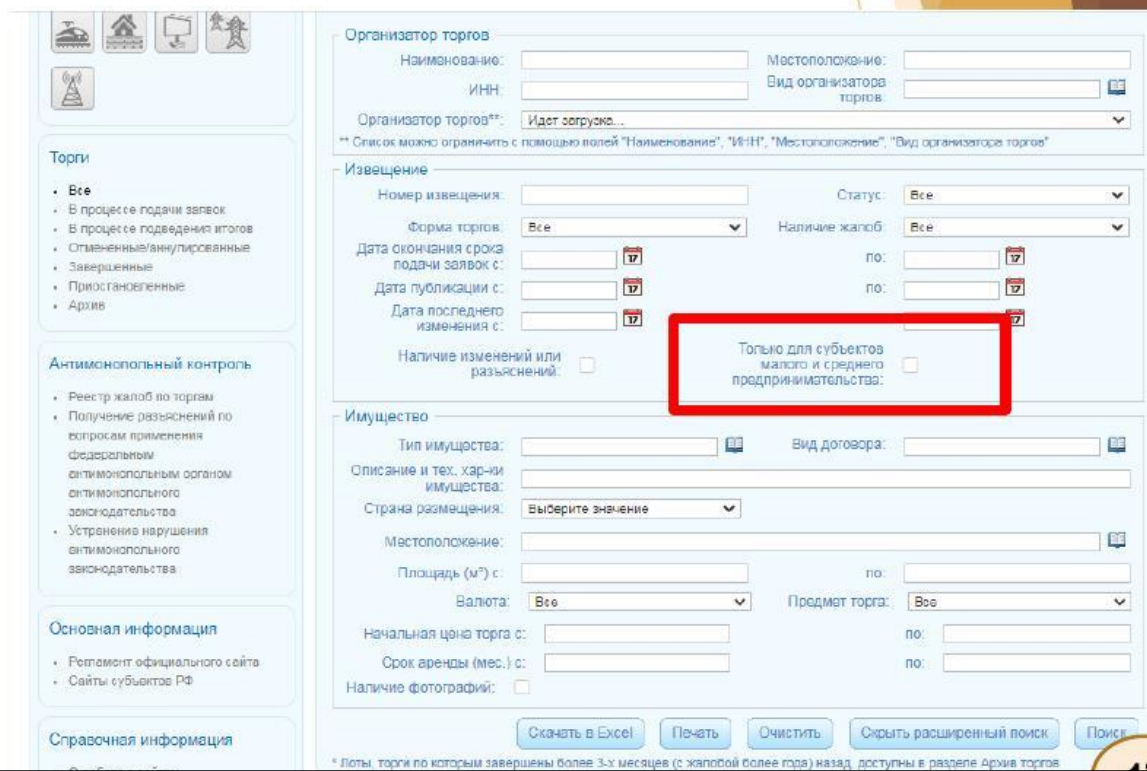 Организатор торгов
Наименование:
Местоположение:
ИНН:
Вид организатора
торгов:
Организатор торгов**:
Идет загрузка...
** Список можно ограничить с помощью полей "Наименование", "ИНН", "Местоположение", "Вид организатора торгов"
Извещение
Номер извещения:
Статус:
Все
Форма торгов:
Все
Наличие жалоб:
Все
Дата окончания срока
подачи заявок с:
17
по:
17
Дата публикации с:
17
по:
17
Дата последнего
изменения с:
17
17
Наличие изменений или
разъяснений:
Только для субъектов
малого и среднего
предпринимательства:
Имущество
Тип имущества:
Вид договора:
Описание и тех. хар-ки
имущества:
Страна размещения:
Выберите значение
Местоположение:
Площадь (м²) с:
по:
Валюта:
Все
Предмет торга:
Все
Начальная цена торга с:
по:
Срок аренды (мес.) с:
по:
Наличие фотографий:
Скачать в Excel
Печать
Очистить
Скрыть расширенный поиск
Поиск
* Лоты, торги по которым завершены более 3-х месяцев (с жалобой более года) назад, доступны в разделе Архив торгов
Торги
Все
В процессе подачи заявок
В процессе подведения итогов
Отмененные/аннулированные
Завершенные
Приостановленные
Архив
Антимонопольный контроль
Реестр жалоб по торгам
Получение разъяснений по
вопросам применения
федеральным
антимонопольным органом
антимонопольного
законодательства
Устранение нарушения
антимонопольного
законодательства
Основная информация
Регламент официального сайта
Сайты субъектов РФ
Справочная информация